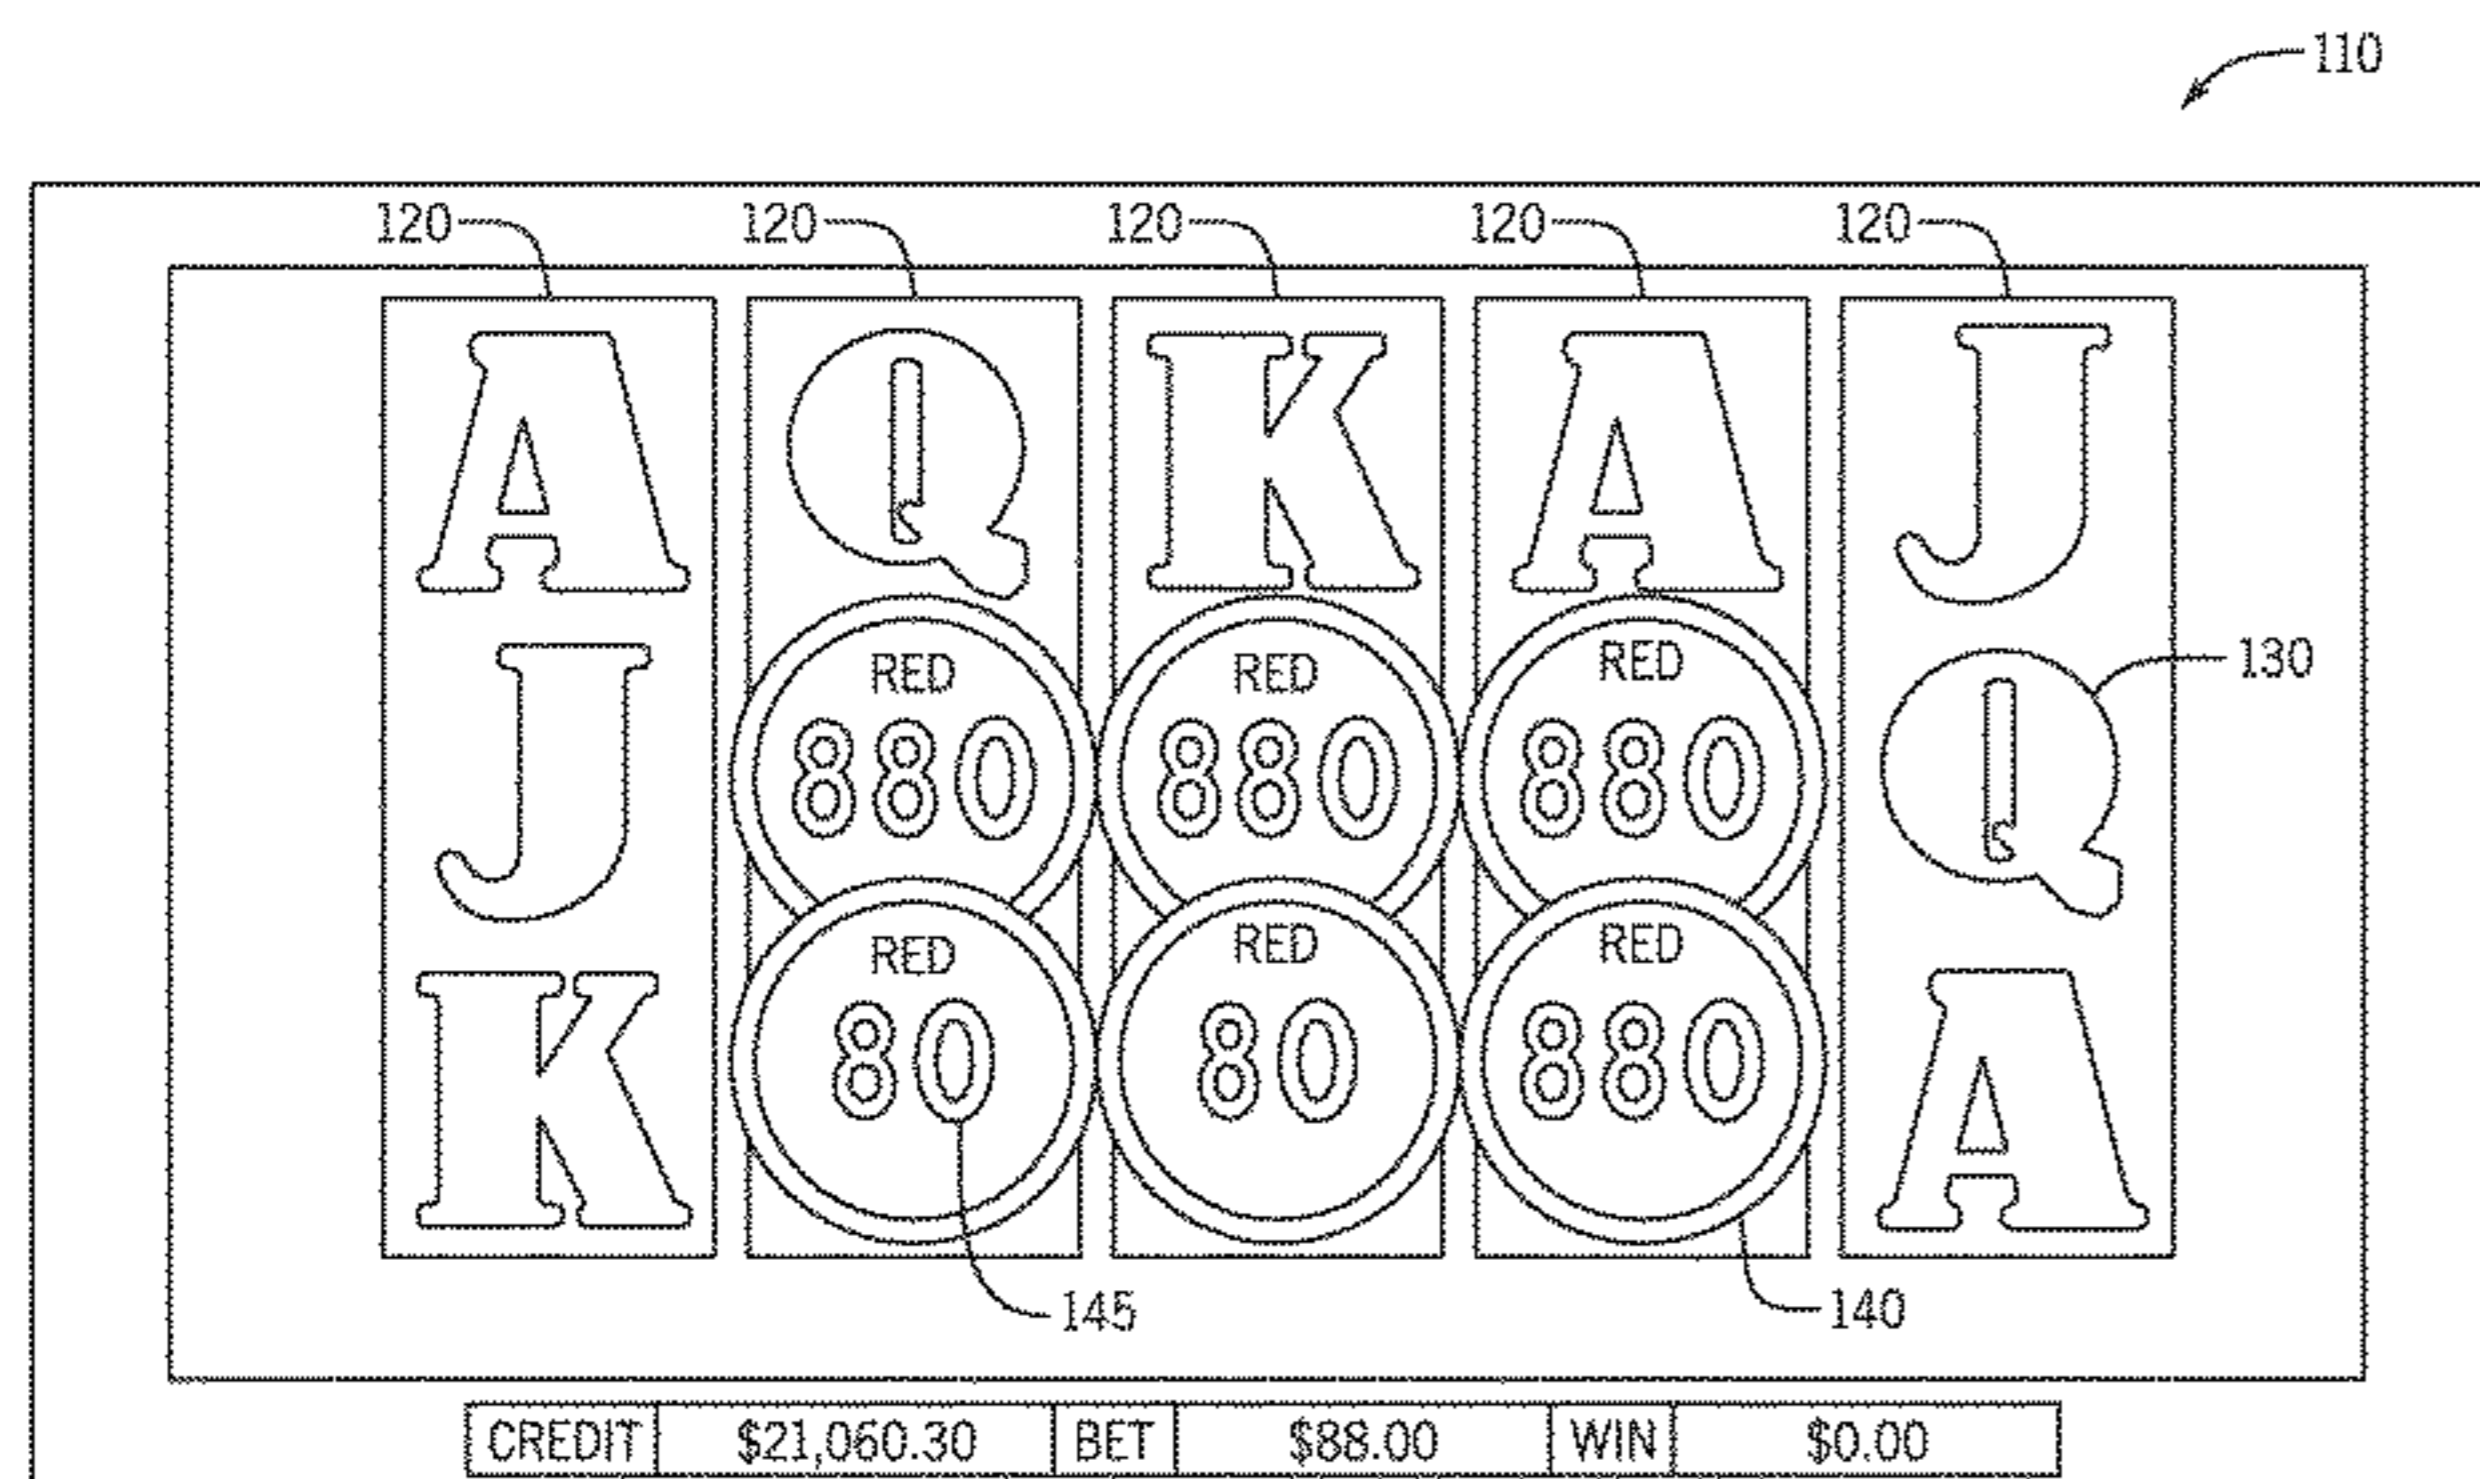 110
120 120 120 120 120
A Q K A J
RED RED RED
130
J 880 880 880 Q
RED RED RED
K 80 80 880 A
145 140
CREDIT $21,060.30 BET $88.00 WIN $0.00